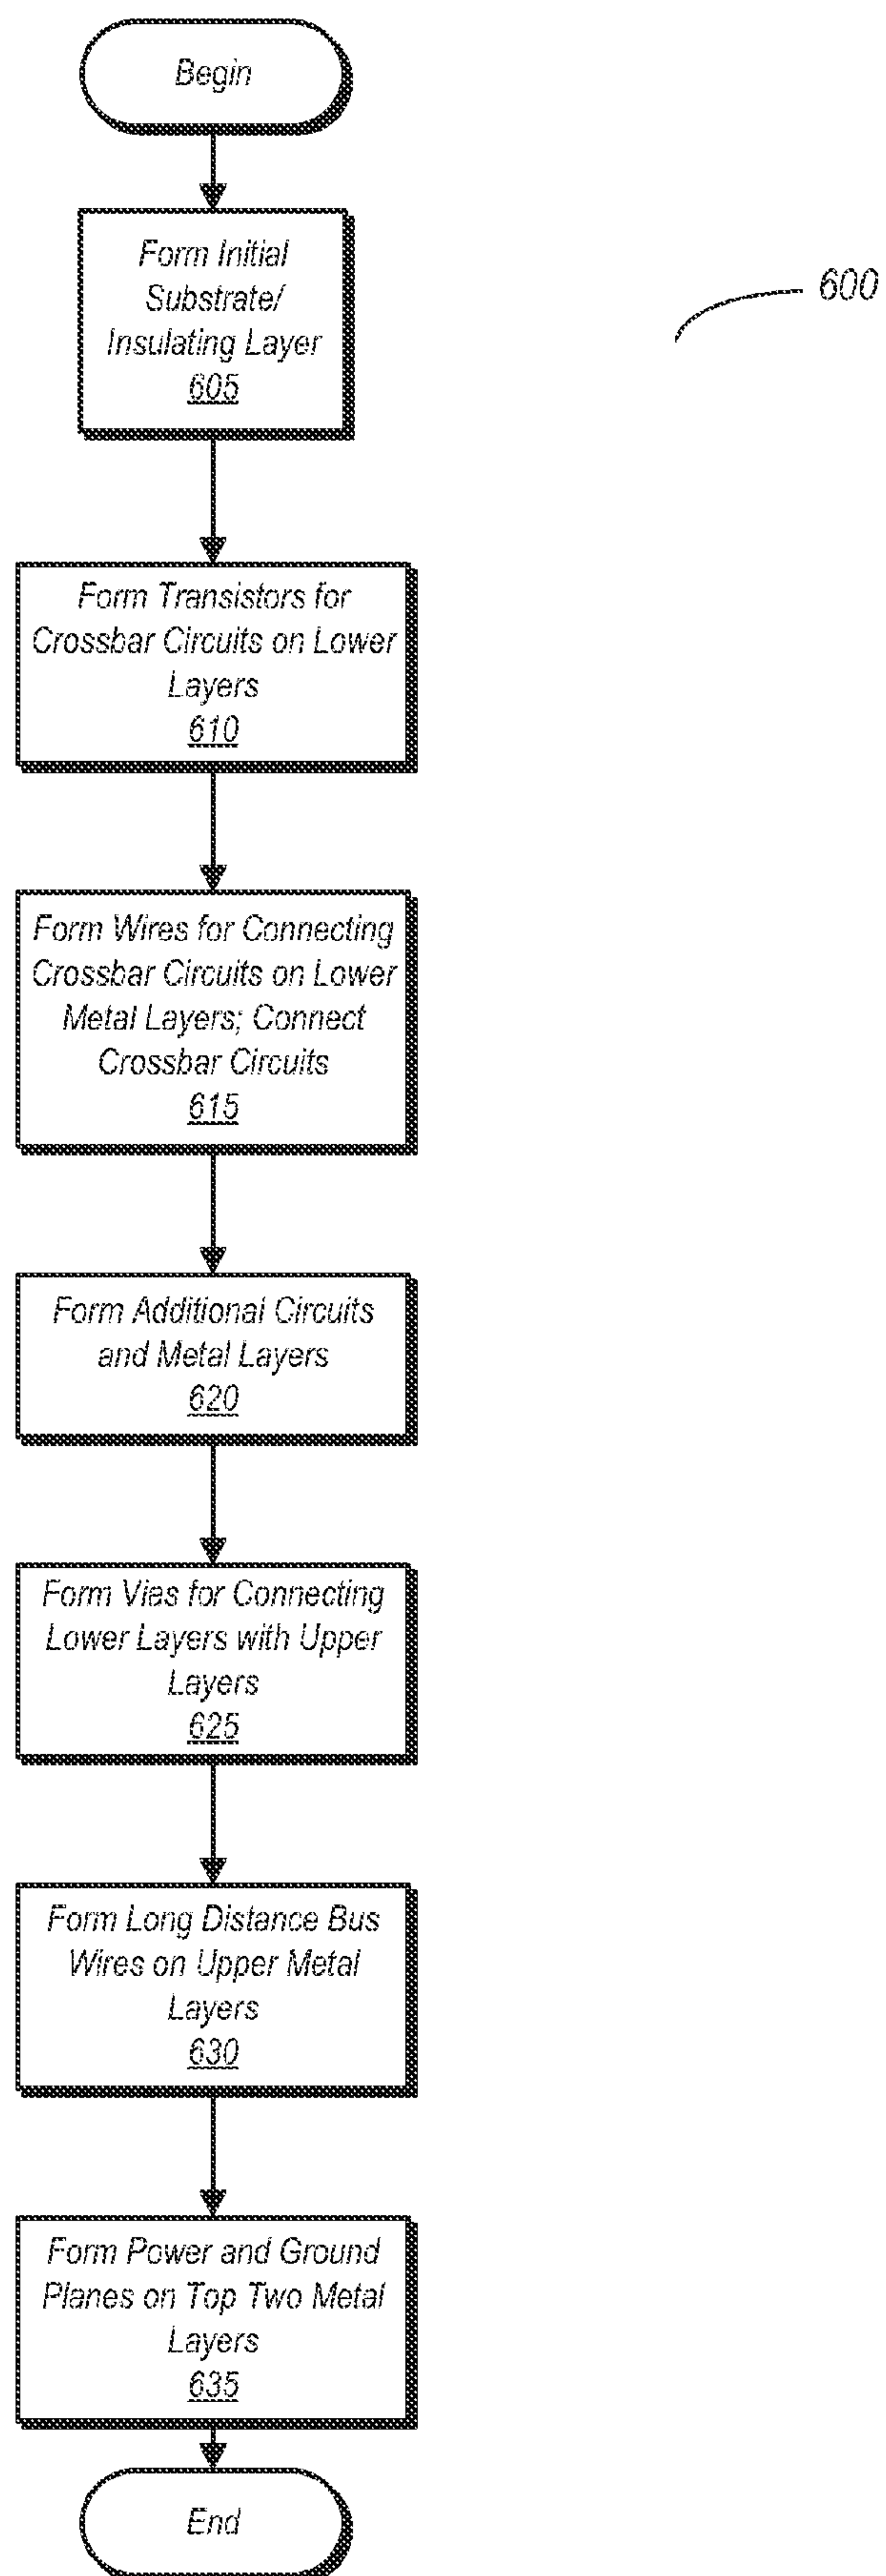 Begin
Form Initial
Substrate/
Insulating Layer
605
600
Form Transistors for
Crossbar Circuits on Lower
Layers
610
Form Wires for Connecting
Crossbar Circuits on Lower
Metal Layers; Connect
Crossbar Circuits
615
Form Additional Circuits
and Metal Layers
620
Form Vias for Connecting
Lower Layers with Upper
Layers
625
Form Long Distance Bus
Wires on Upper Metal
Layers
630
Form Power and Ground
Planes on Top Two Metal
Layers
635
End